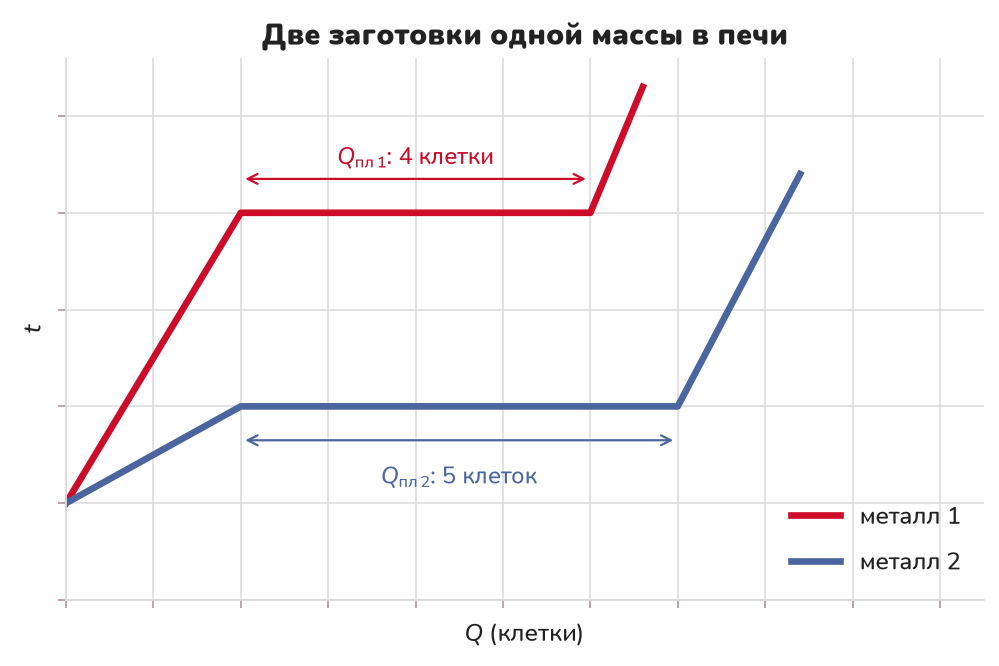 Две заготовки одной массы в печи
Qпл 1: 4 клетки
t
Qпл 2: 5 клеток
металл 1
металл 2
Q (клетки)